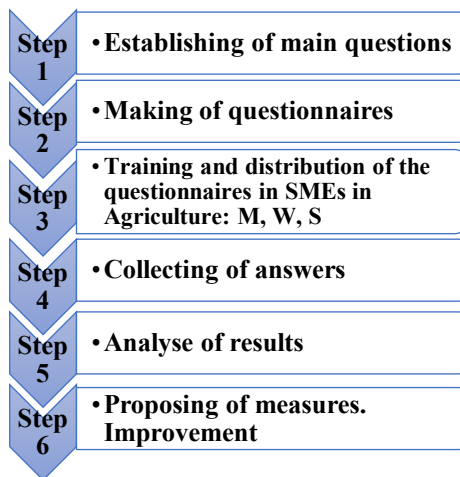 Step
1
• Establishing of main questions
Step
2
• Making of questionnaires
Step
3
• Training and distribution of the
questionnaires in SMEs in
Agriculture: M, W, S
Step
4
• Collecting of answers
Step
5
• Analyse of results
Step
6
• Proposing of measures.
Improvement